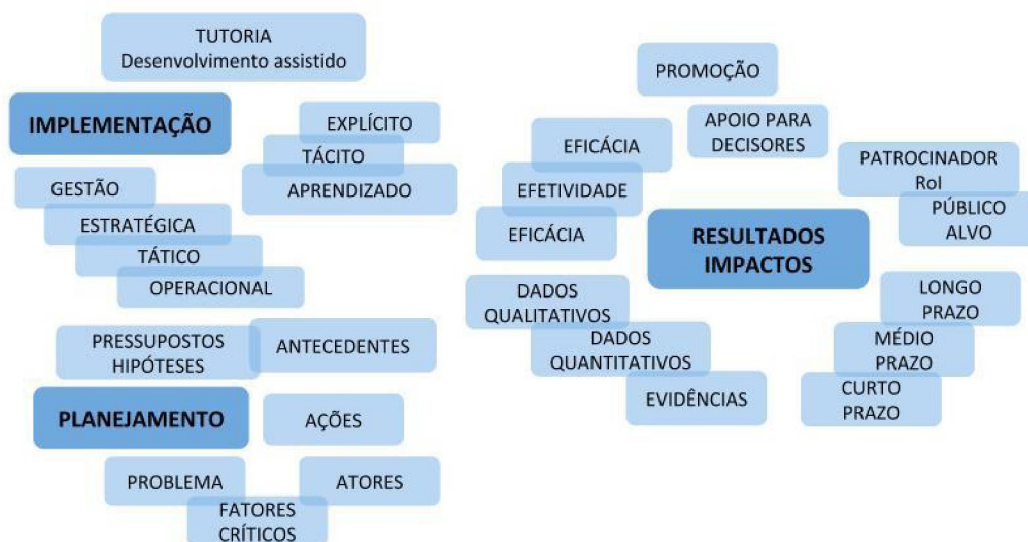 TUTORIA
Desenvolvimento assistido
IMPLEMENTAÇÃO
EXPLÍCITO
TÁCITO
APRENDIZADO
GESTÃO
ESTRATÉGICA
TÁTICO
OPERACIONAL
PRESSUPOSTOS
HIPÓTESES
ANTECEDENTES
PLANEJAMENTO
AÇÕES
PROBLEMA
ATORES
FATORES
CRÍTICOS
PROMOÇÃO
APOIO PARA
DECISORES
EFICÁCIA
EFETIVIDADE
EFICÁCIA
PATROCINADOR
RoI
PÚBLICO
ALVO
RESULTADOS
IMPACTOS
DADOS
QUALITATIVOS
DADOS
QUANTITATIVOS
EVIDÊNCIAS
LONGO
PRAZO
MÉDIO
PRAZO
CURTO
PRAZO